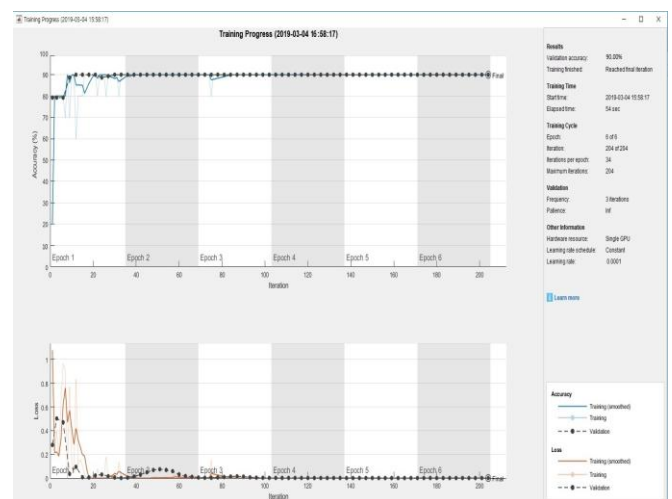 Training Progress (2019-03-04 15:58:17)
Training Progress (2019-03-04 15:58:17)
Accuracy (%)
100
90
80
70
60
50
40
30
20
10
0
Epoch 1
Epoch 2
Epoch 3
Epoch 4
Epoch 5
Epoch 6
Final
0
20
40
60
80
100
120
140
160
180
200
Iteration
Loss
1
0.8
0.6
0.4
0.2
0
Epoch 1
Epoch 2
Epoch 3
Epoch 4
Epoch 5
Epoch 6
Final
0
20
40
60
80
100
120
140
160
180
200
Iteration
Results
Validation accuracy: 90.00%
Training finished: Reached final iteration
Training Time
Start time: 2019-03-04 15:58:17
Elapsed time: 54 sec
Training Cycle
Epoch: 6 of 6
Iteration: 204 of 204
Iterations per epoch: 34
Maximum iterations: 204
Validation
Frequency: 3 iterations
Patience: Inf
Other Information
Hardware resource: Single GPU
Learning rate schedule: Constant
Learning rate: 0.0001
Learn more
Accuracy
Training (smoothed)
Training
Validation
Loss
Training (smoothed)
Training
Validation